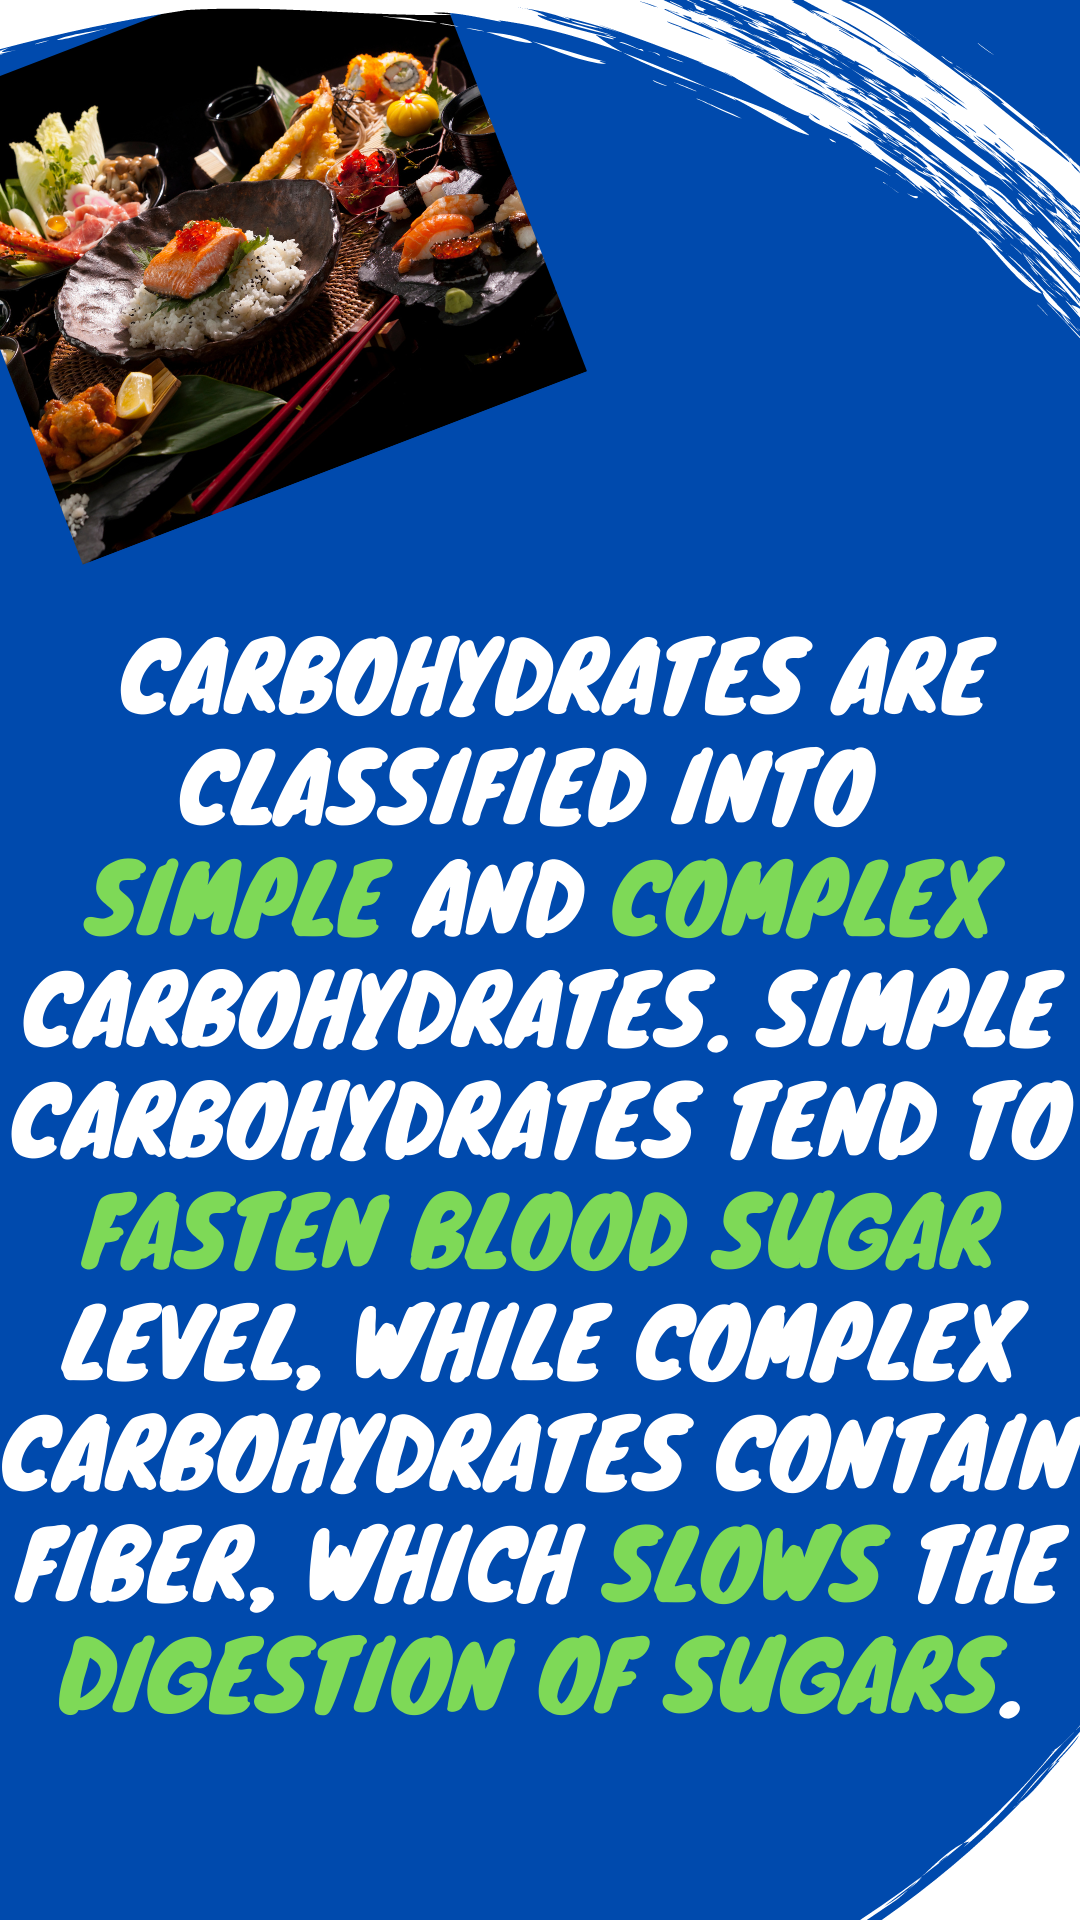 CARBOHYDRATES ARE
CLASSIFIED INTO
SIMPLE AND COMPLEX
CARBOHYDRATES. SIMPLE
CARBOHYDRATES TEND TO
FASTEN BLOOD SUGAR
LEVEL, WHILE COMPLEX
CARBOHYDRATES CONTAIN
FIBER, WHICH SLOWS THE
DIGESTION OF SUGARS.